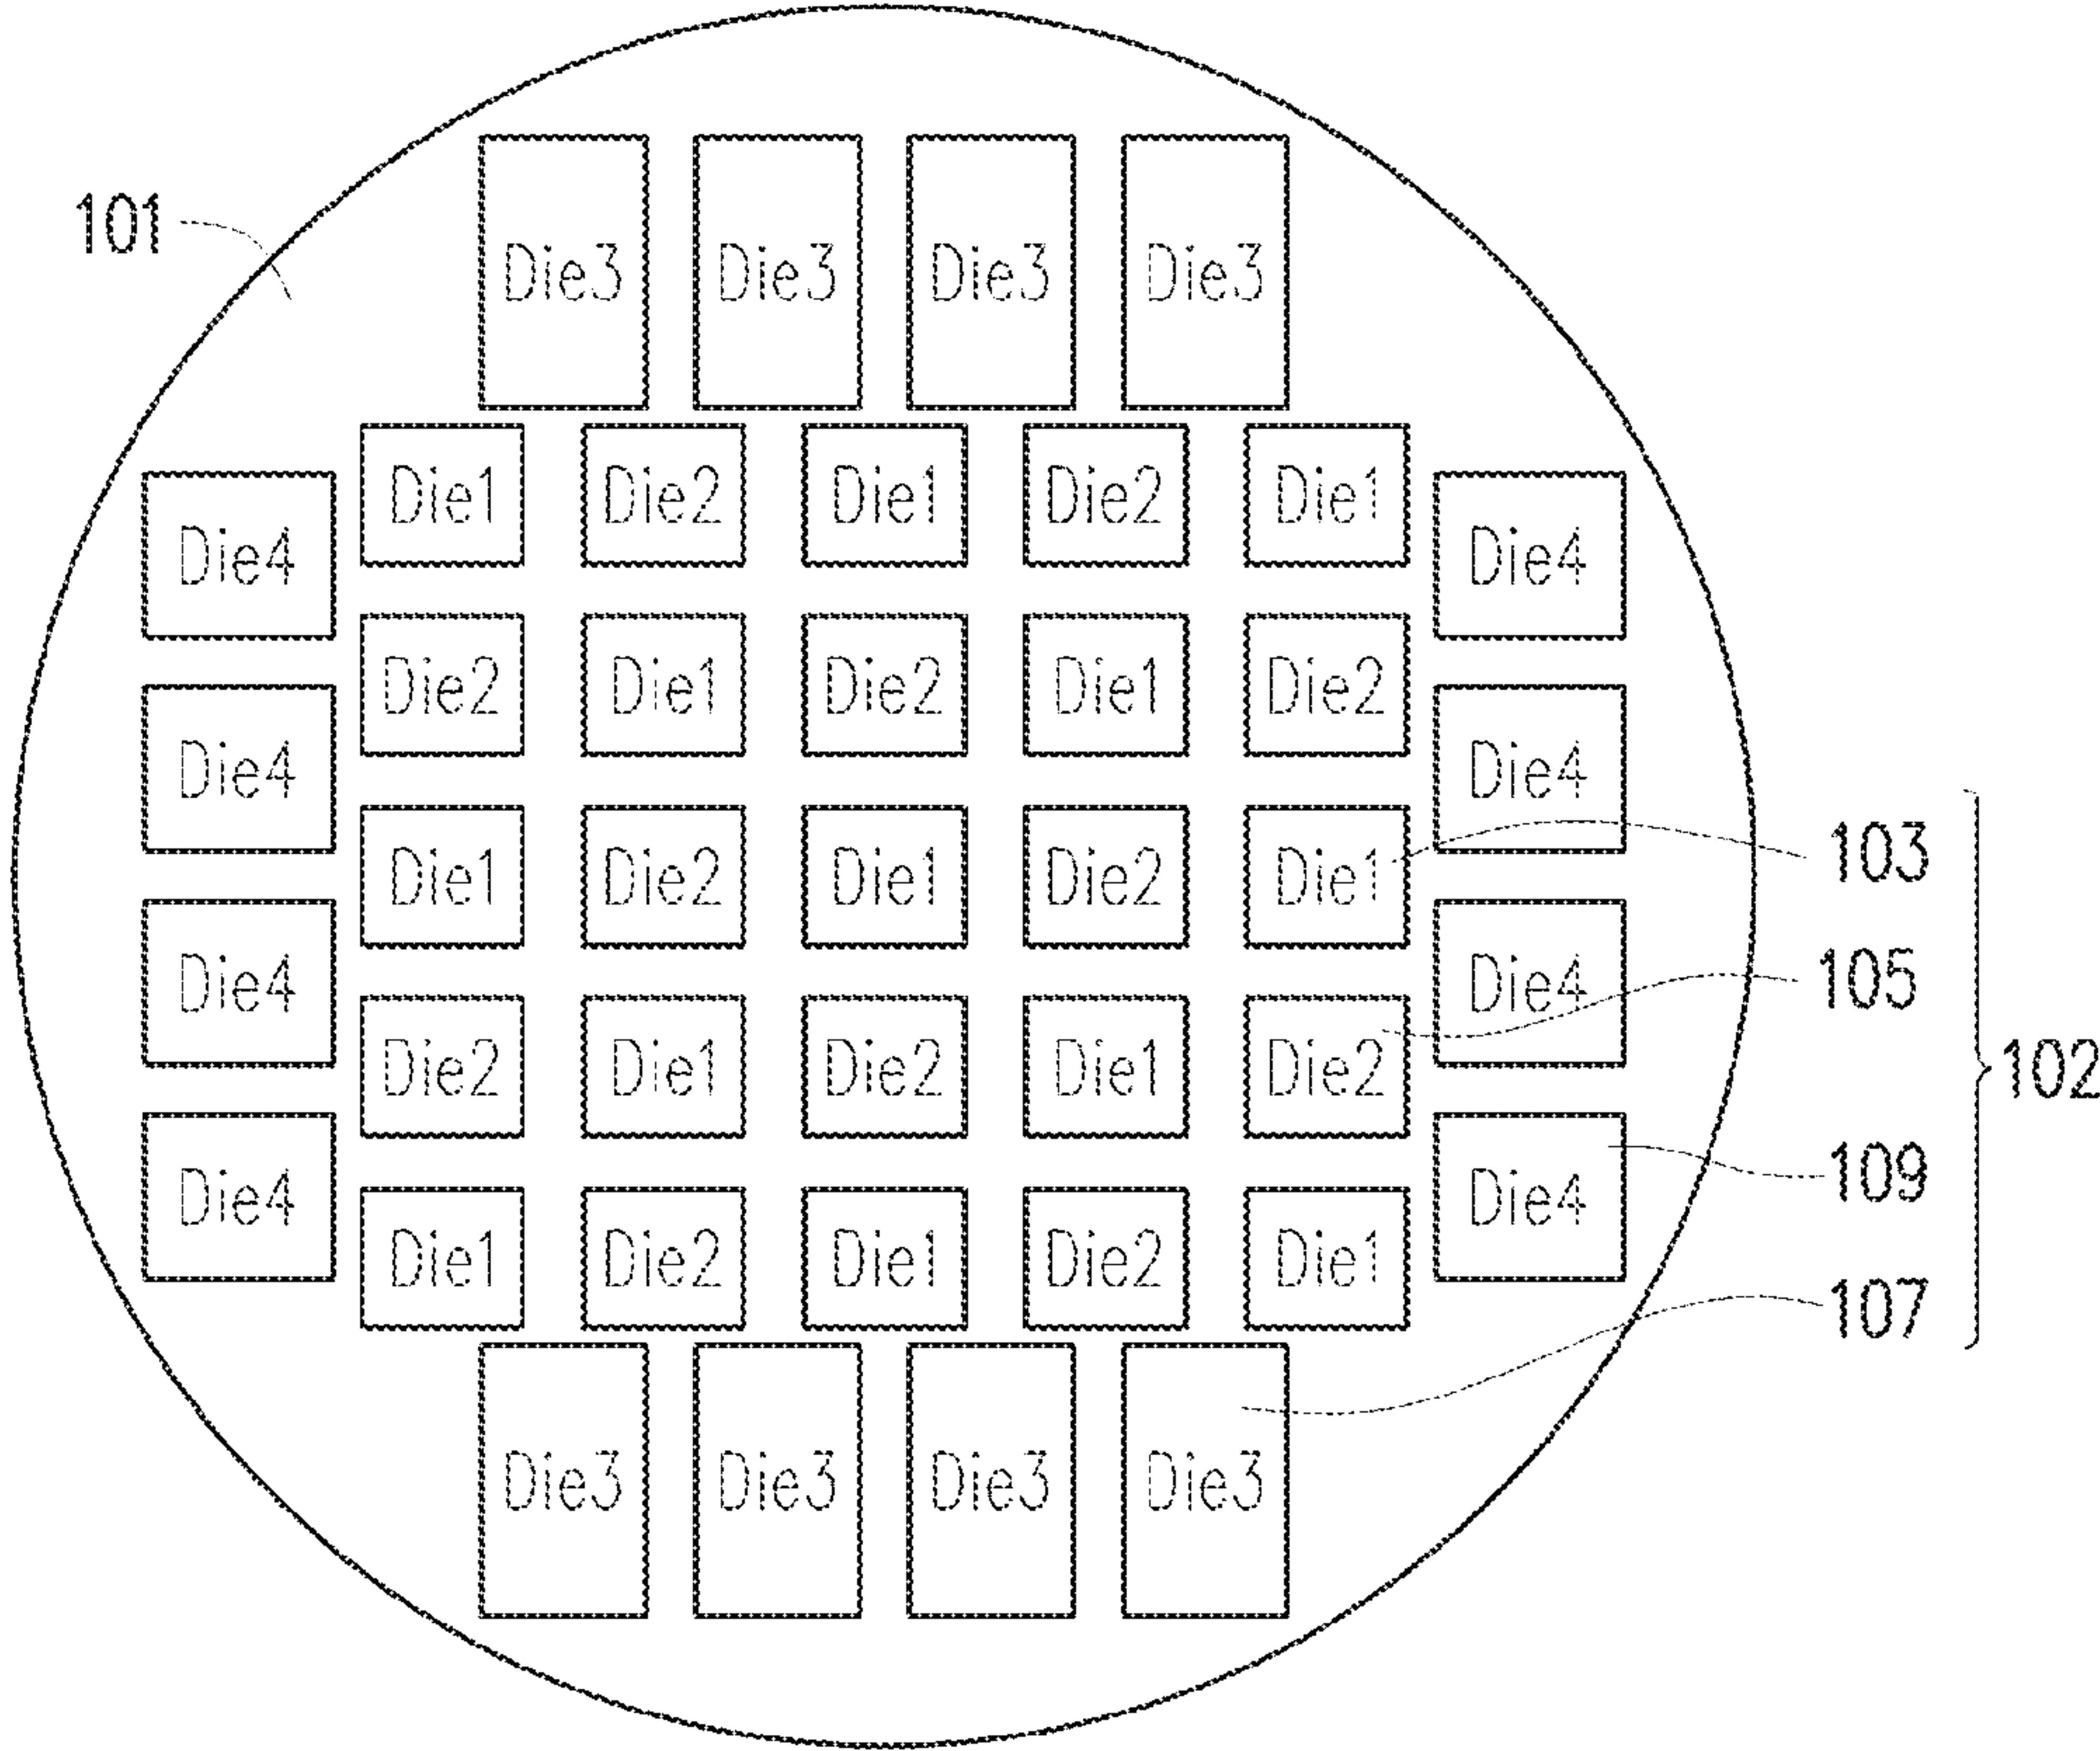 101
Die3 Die3 Die3 Die3
Die1 Die2 Die1 Die2 Die1
Die4 Die4
Die2 Die1 Die2 Die1 Die2
Die4 Die4
Die1 Die2 Die1 Die2 Die1 103
Die4 Die4 105
Die2 Die1 Die2 Die1 Die2 102
Die4 Die4 109
Die1 Die2 Die1 Die2 Die1
107
Die3 Die3 Die3 Die3